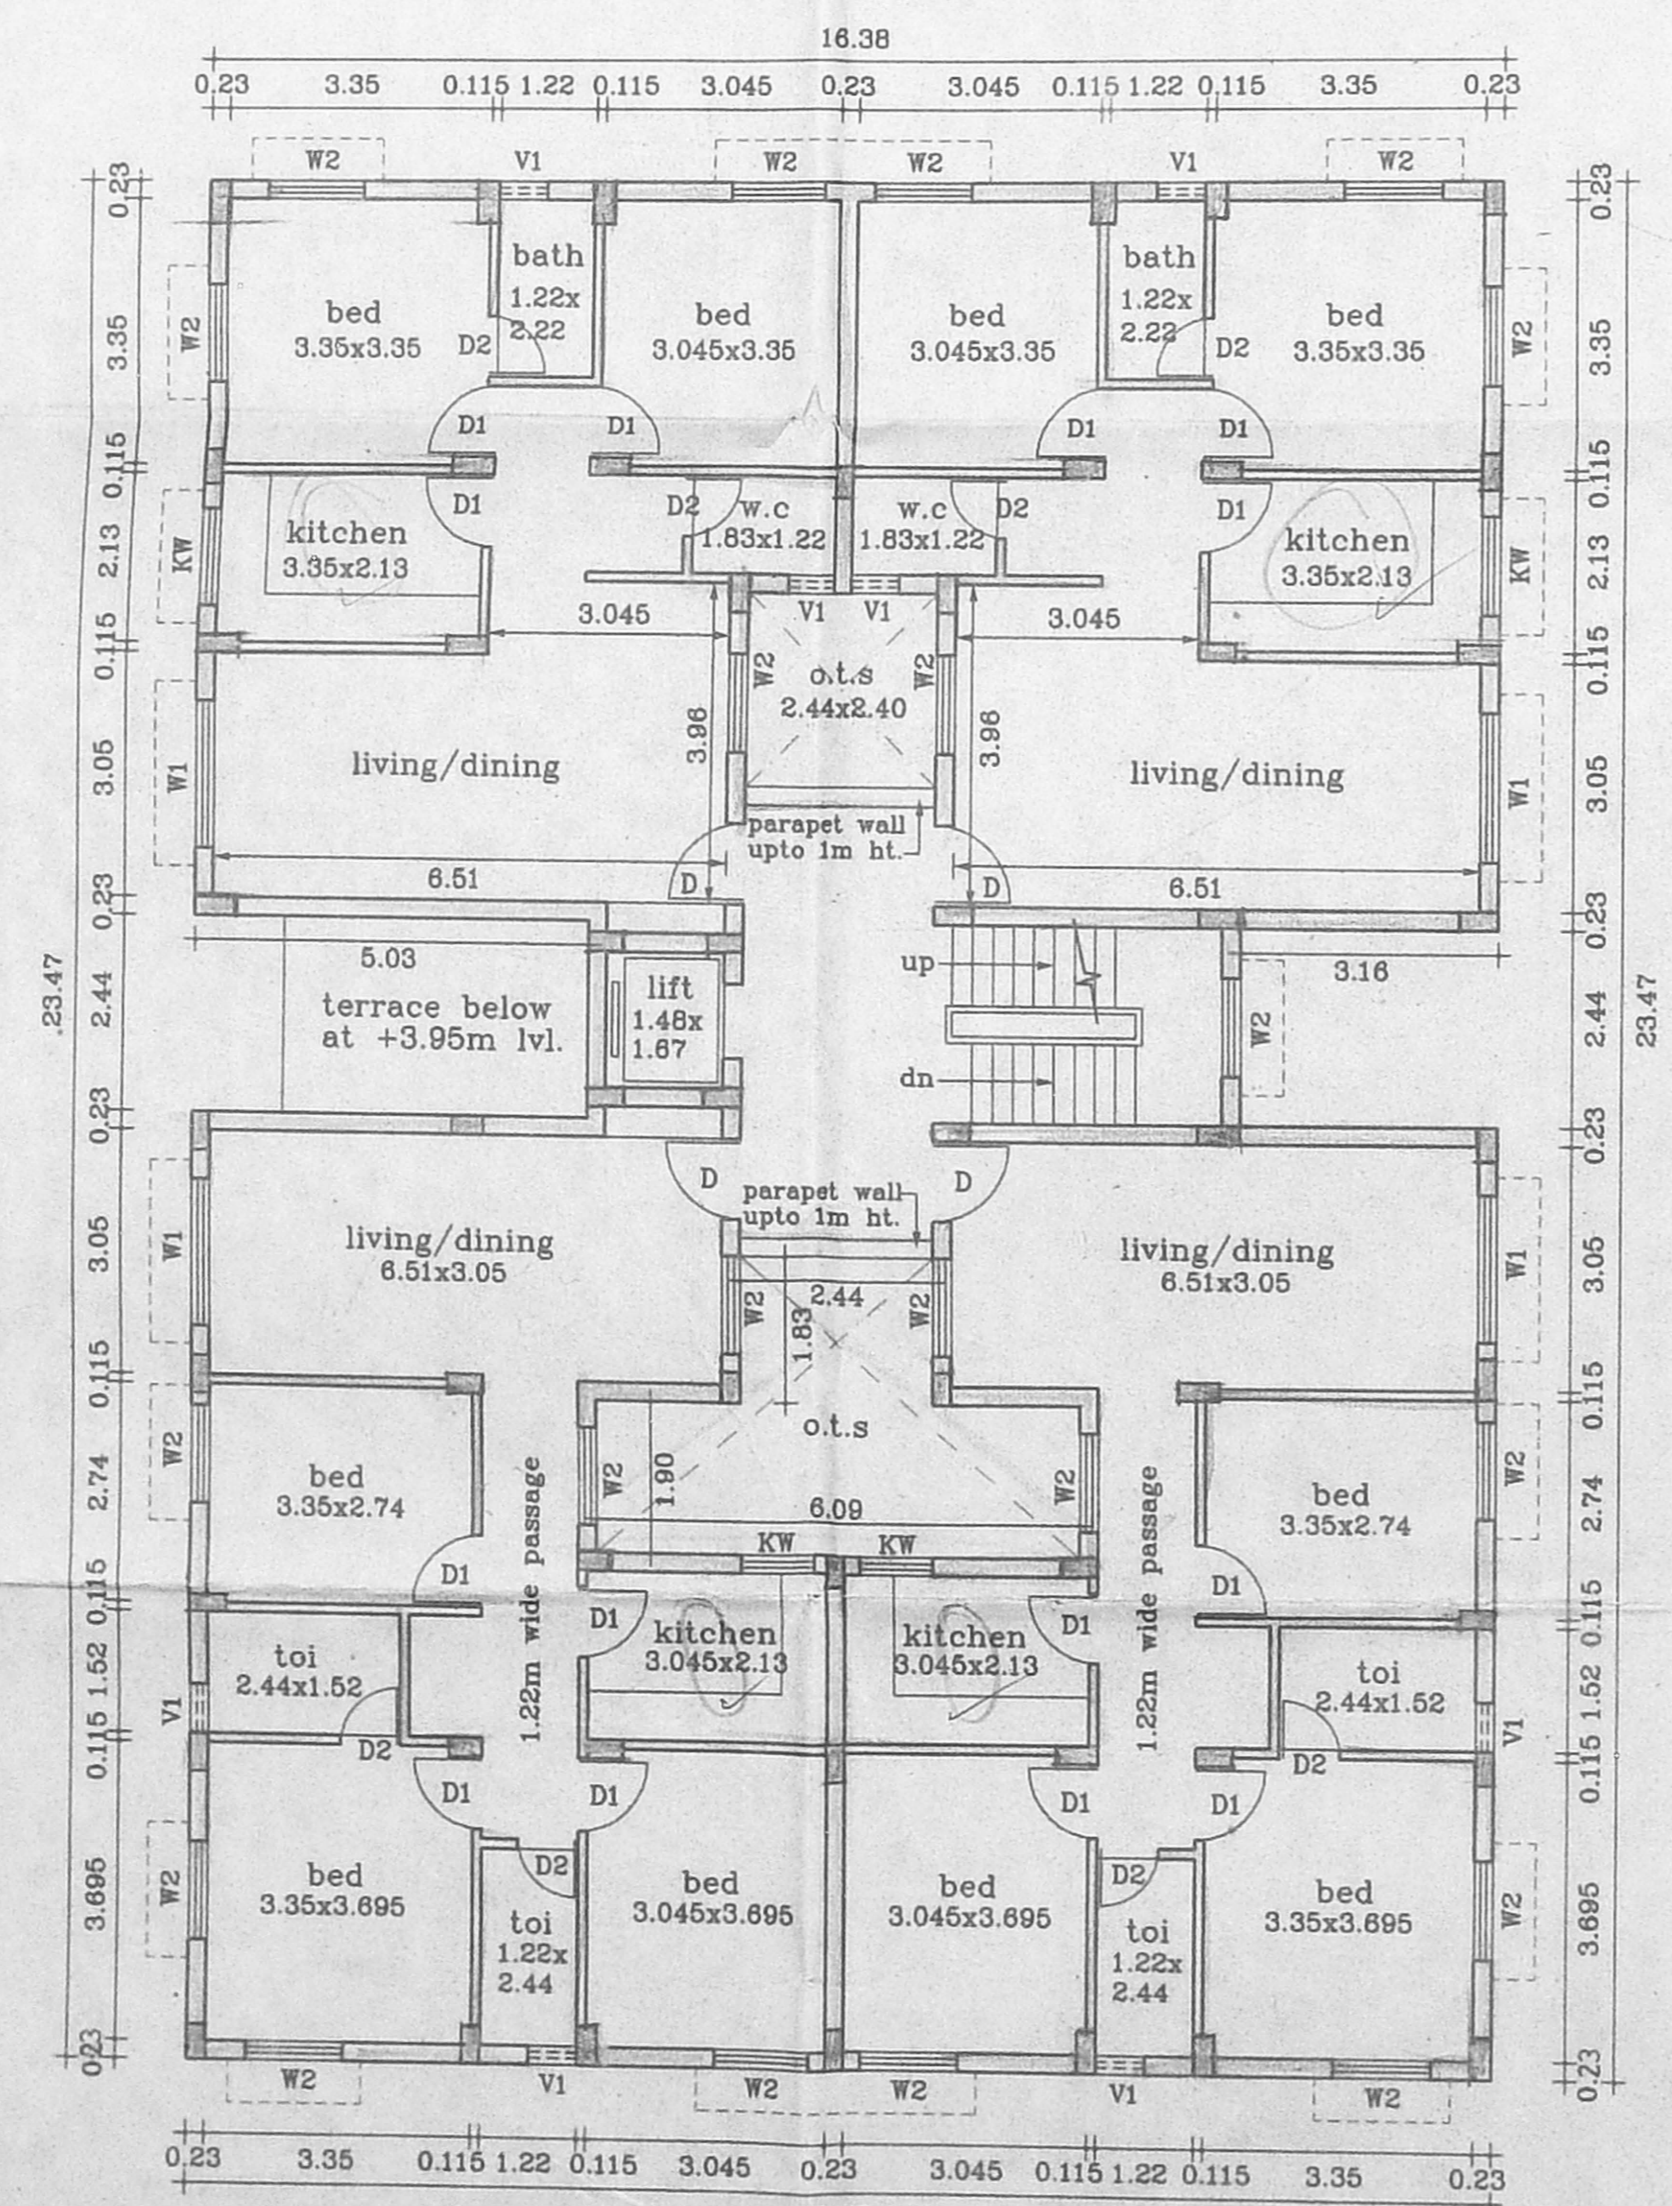 16.38
0.23 3.35 0.115 1.22 0.115 3.045 0.23 3.045 0.115 1.22 0.115 3.35 0.23
W2 V1 W2 W2 V1 W2
0.23 0.23
bath bath
1.22x 1.22x
2.22 2.22
bed bed bed bed
3.35x3.35 3.045x3.35 3.045x3.35 3.35x3.35
D2 D2
3.35 W2 W2 3.35
D1 D1 D1 D1
0.115 0.115
D1 D2 w.c w.c D2 D1
1.83x1.22 1.83x1.22
kitchen kitchen
3.35x2.13 3.35x2.13
2.13 KW KW 2.13
3.045 V1 V1 3.045
0.115 0.115
W2 o.t.s W2
2.44x2.40
3.96 3.96
living/dining living/dining
3.05 W1 W1 3.05
parapet wall
upto 1m ht.
6.51 D D 6.51
0.23 0.23
5.03 up 3.16
terrace below
at +3.95m lvl.
lift
1.48x
1.67
23.47 2.44 W2 2.44 23.47
dn
0.23 0.23
D D
parapet wall
upto 1m ht.
living/dining living/dining
6.51x3.05 6.51x3.05
3.05 W1 W1 3.05
W2 2.44 W2
1.83
0.115 0.115
o.t.s
2.74 W2 W2 1.90 W2 W2 2.74
bed bed
3.35x2.74 3.35x2.74
6.09
KW KW
1.22m wide passage 1.22m wide passage
D1 D1
0.115 0.115
D1 D1
kitchen kitchen
3.045x2.13 3.045x2.13
toi toi
2.44x1.52 2.44x1.52
1.52 V1 V1 1.52
D2 D2
0.115 0.115
D1 D1 D1 D1
D2 D2
bed bed bed bed
3.35x3.695 3.045x3.695 3.045x3.695 3.35x3.695
3.695 W2 W2 3.695
toi toi
1.22x 1.22x
2.44 2.44
0.23 0.23
W2 V1 W2 W2 V1 W2
0.23 3.35 0.115 1.22 0.115 3.045 0.23 3.045 0.115 1.22 0.115 3.35 0.23